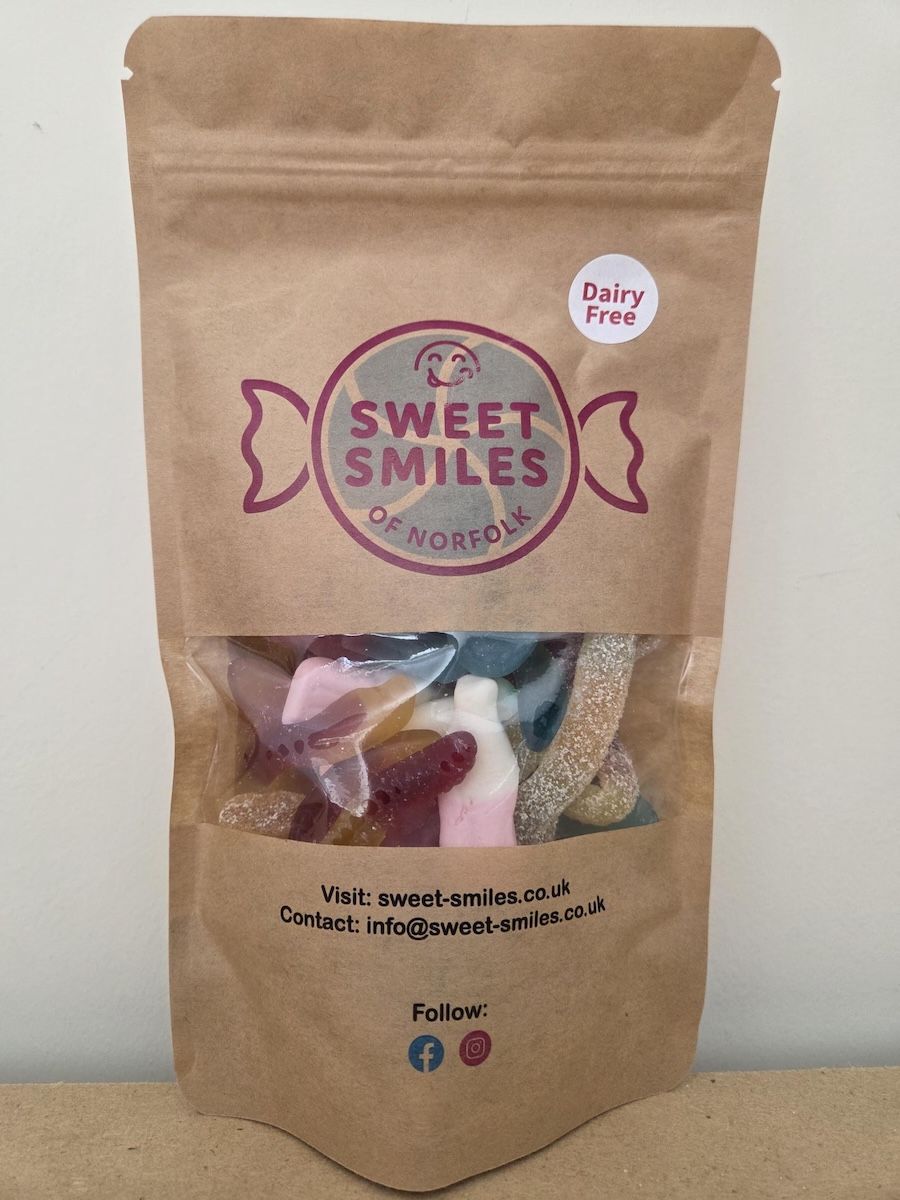 Dairy
Free
SWEET
SMILES
OF NORFOLK
Visit: sweet-smiles.co.uk
Contact: info@sweet-smiles.co.uk
Follow: